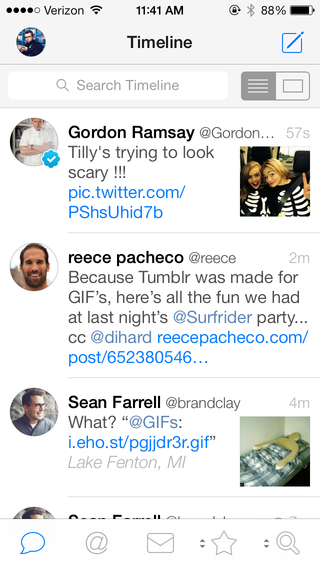 Verizon 11:41 AM 88%
Timeline
Search Timeline
Gordon Ramsay @Gordon... 57s
Tilly's trying to look
scary !!!
pic.twitter.com/
PShsUhid7b
reece pacheco @reece 2m
Because Tumblr was made for
GIF's, here's all the fun we had
at last night's @Surfrider party...
cc @dihard reecepacheco.com/
post/652380546...
Sean Farrell @brandclay 4m
What? “@GIFs:
i.eho.st/pgjjdr3r.gif”
Lake Fenton, MI
Sean Farrell
@